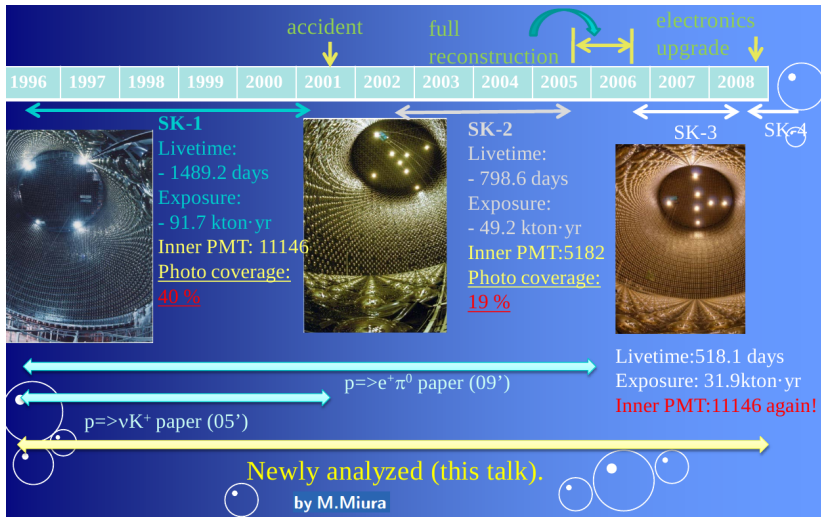 accident
full
reconstruction
electronics
upgrade
1996 1997 1998 1999 2000 2001 2002 2003 2004 2005 2006 2007 2008
SK-1
Livetime:
- 1489.2 days
Exposure:
- 91.7 kton·yr
Inner PMT: 11146
Photo coverage:
40 %
SK-2
Livetime:
- 798.6 days
Exposure:
- 49.2 kton·yr
Inner PMT:5182
Photo coverage:
19 %
SK-3
SK-4
Livetime:518.1 days
Exposure: 31.9kton·yr
Inner PMT:11146 again!
p=>e⁺π⁰ paper (09’)
p=>νK⁺ paper (05’)
Newly analyzed (this talk).
by M.Miura